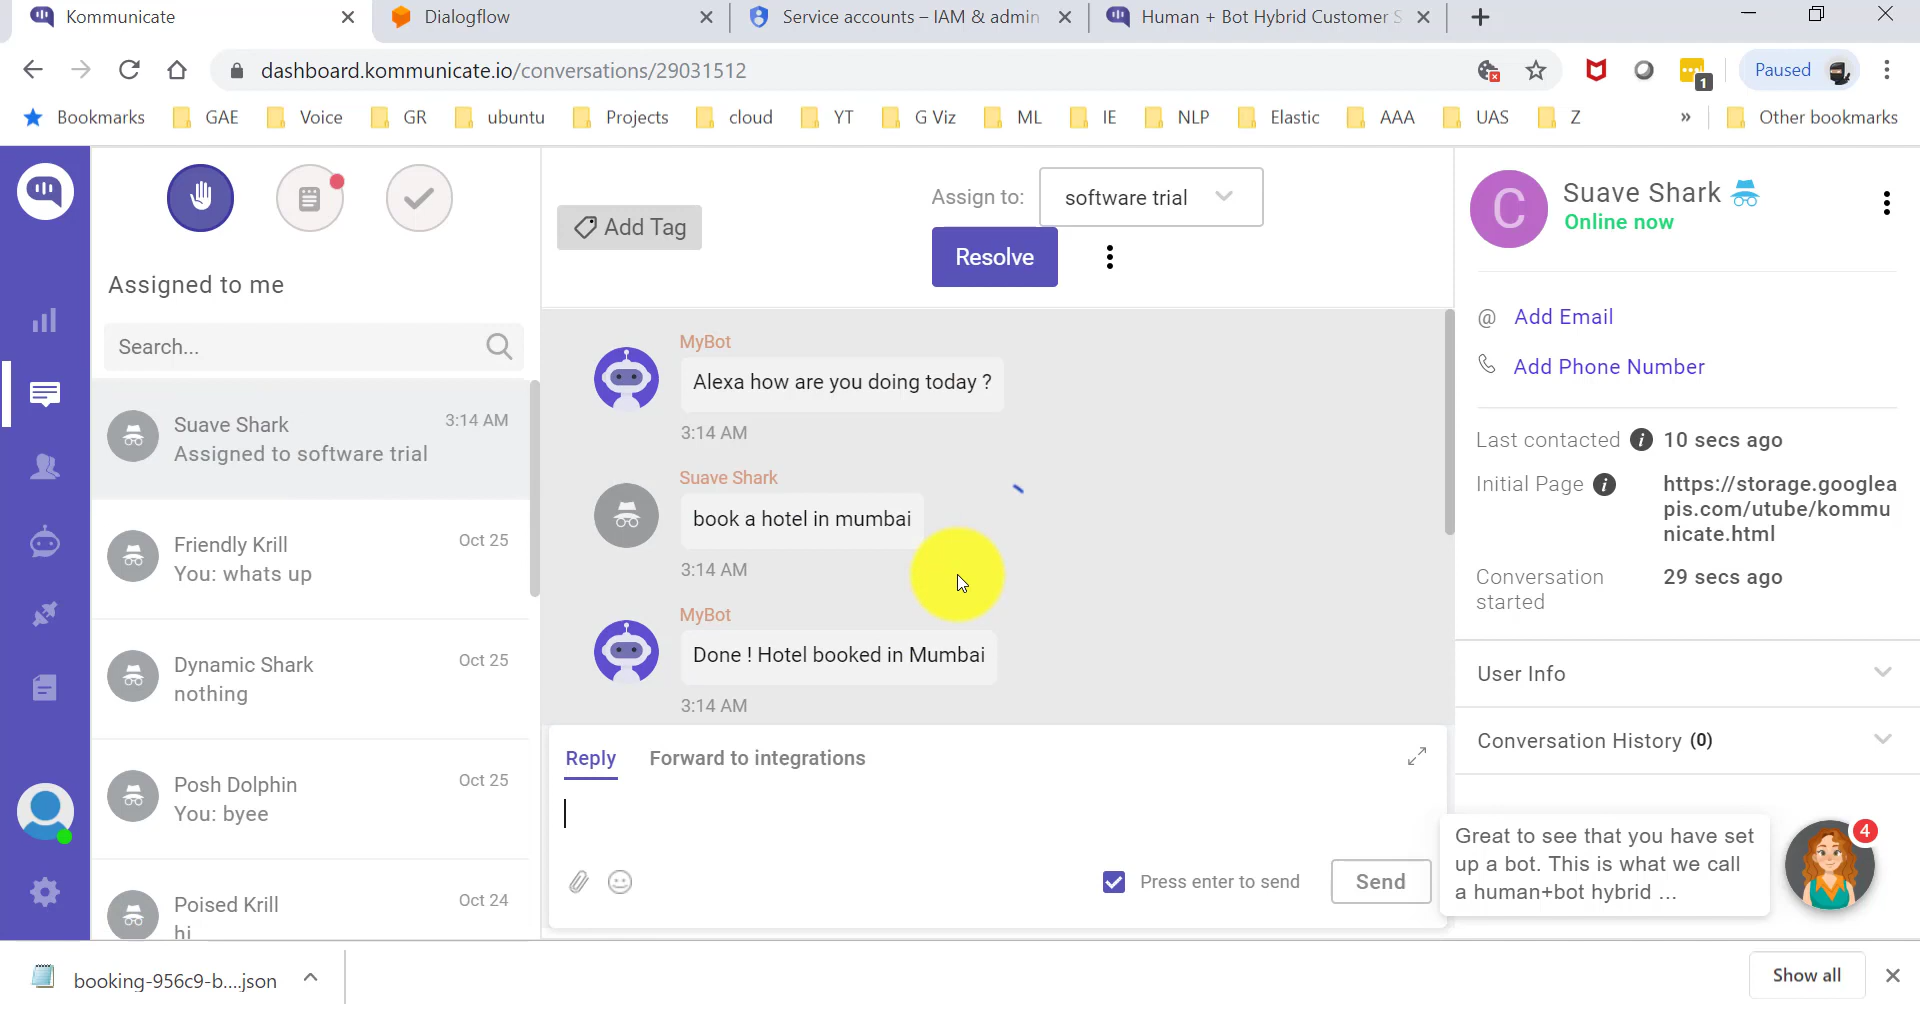 Kommunicate
Dialogflow
Service accounts – IAM & admin
Human + Bot Hybrid Customer S
dashboard.kommunicate.io/conversations/29031512
1
Paused
Bookmarks
GAE
Voice
GR
ubuntu
Projects
cloud
YT
G Viz
ML
IE
NLP
Elastic
AAA
UAS
Z
»
Other bookmarks
Assigned to me
Search...
Suave Shark
3:14 AM
Assigned to software trial
Friendly Krill
Oct 25
You: whats up
Dynamic Shark
Oct 25
nothing
Posh Dolphin
Oct 25
You: byee
Poised Krill
Oct 24
hi
Add Tag
Assign to:
software trial
Resolve
MyBot
Alexa how are you doing today ?
3:14 AM
Suave Shark
book a hotel in mumbai
3:14 AM
MyBot
Done ! Hotel booked in Mumbai
3:14 AM
Reply
Forward to integrations
Press enter to send
Send
C
Suave Shark
Online now
@ Add Email
Add Phone Number
Last contacted i 10 secs ago
Initial Page i https://storage.googlea
pis.com/utube/kommu
nicate.html
Conversation
started
29 secs ago
User Info
Conversation History (0)
Great to see that you have set
up a bot. This is what we call
a human+bot hybrid ...
4
booking-956c9-b....json
Show all